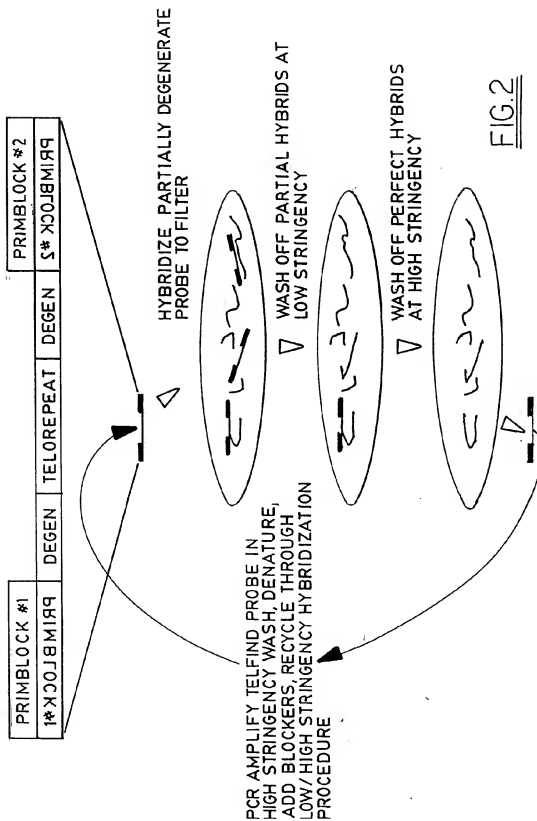 PRIMBLOCK #1
PRIMBLOCK #2
PRIMBLOCK #1 DEGEN TELOREPEAT DEGEN PRIMBLOCK #2
HYBRIDIZE PARTIALLY DEGENERATE
PROBE TO FILTER
WASH OFF PARTIAL HYBRIDS AT
LOW STRINGENCY
WASH OFF PERFECT HYBRIDS
AT HIGH STRINGENCY
PCR AMPLIFY TELFIND PROBE IN
HIGH STRINGENCY WASH, DENATURE,
ADD BLOCKERS, RECYCLE THROUGH
LOW/HIGH STRINGENCY HYBRIDIZATION
PROCEDURE
FIG.2